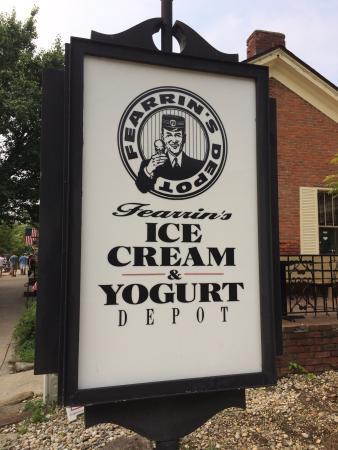 FEARRIN'S DEPOT
Fearrin's
ICE
CREAM
&
YOGURT
DEPOT